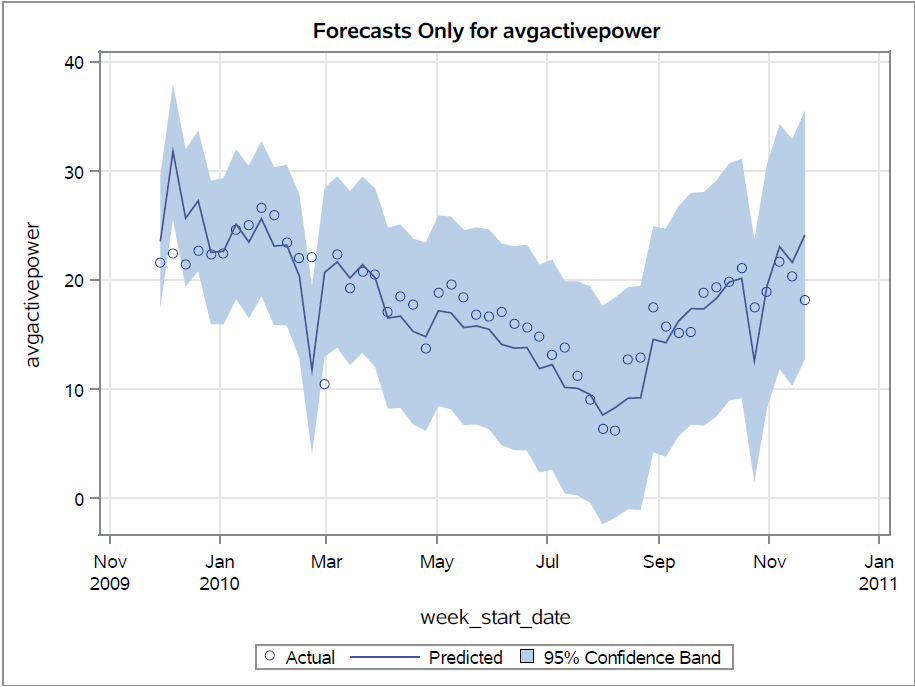 Forecasts Only for avgactivepower
40
30
20
10
0
avgactivepower
Nov Jan Mar May Jul Sep Nov Jan
2009 2010 2011
week_start_date
Actual Predicted 95% Confidence Band